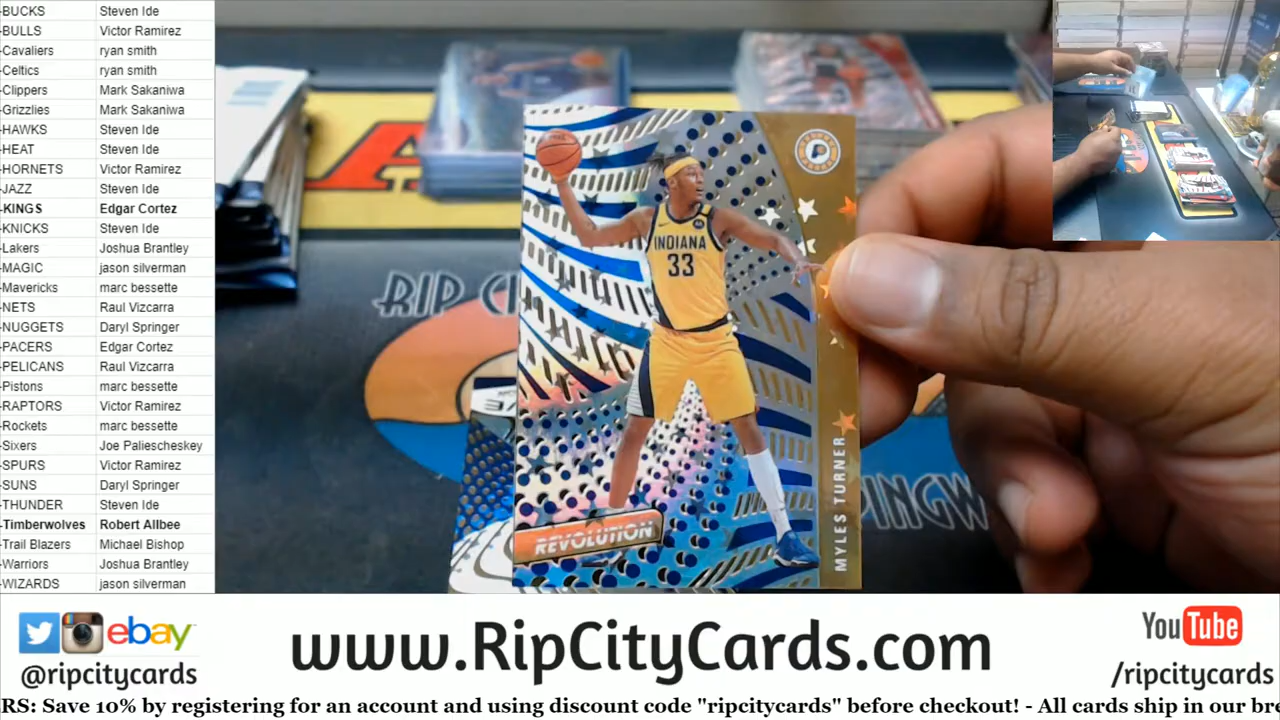 -BUCKS Steven Ide
-BULLS Victor Ramirez
-Cavaliers ryan smith
-Celtics ryan smith
-Clippers Mark Sakaniwa
-Grizzlies Mark Sakaniwa
-HAWKS Steven Ide
-HEAT Steven Ide
-HORNETS Victor Ramirez
-JAZZ Steven Ide
-KINGS Edgar Cortez
-KNICKS Steven Ide
-Lakers Joshua Brantley
-MAGIC jason silverman
-Mavericks marc bessette
-NETS Raul Vizcarra
-NUGGETS Daryl Springer
-PACERS Edgar Cortez
-PELICANS Raul Vizcarra
-Pistons marc bessette
-RAPTORS Victor Ramirez
-Rockets marc bessette
-Sixers Joe Paliescheskey
-SPURS Victor Ramirez
-SUNS Daryl Springer
-THUNDER Steven Ide
-Timberwolves Robert Allbee
-Trail Blazers Michael Bishop
-Warriors Joshua Brantley
-WIZARDS jason silverman
RIP
INDIANA
33
REVOLUTION
MYLES TURNER
ebay
@ripcitycards
www.RipCityCards.com
YouTube
/ripcitycards
RS: Save 10% by registering for an account and using discount code "ripcitycards" before checkout! - All cards ship in our bre